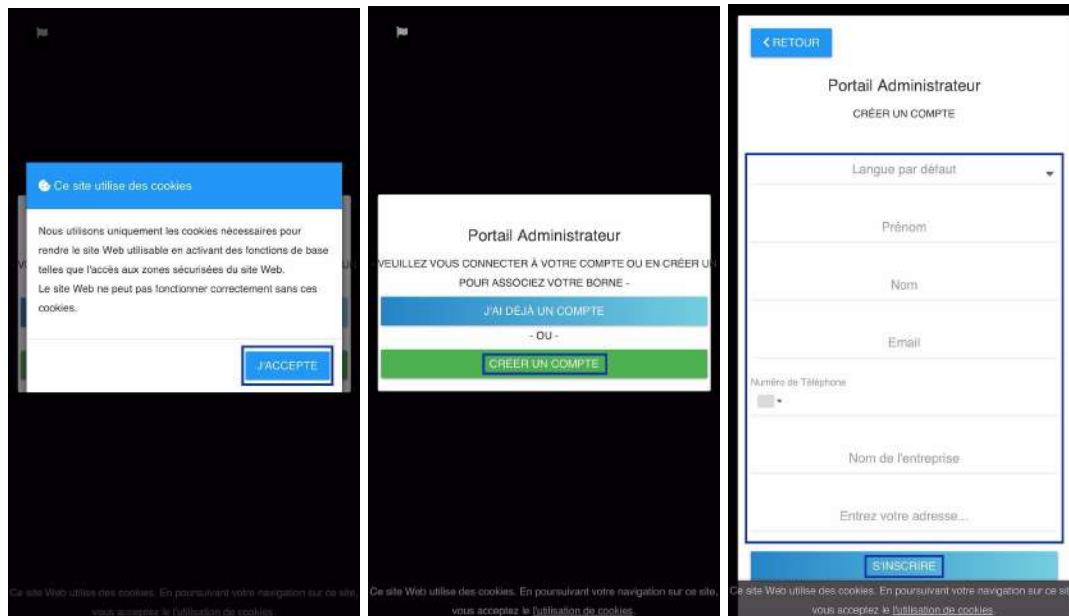 Ce site utilise des cookies
Nous utilisons uniquement les cookies nécessaires pour
rendre le site Web utilisable en activant des fonctions de base
telles que l'accès aux zones sécurisées du site Web.
Le site Web ne peut pas fonctionner correctement sans ces
cookies.
J'ACCEPTE
Ce site Web utilise des cookies. En poursuivant votre navigation sur ce site,
vous acceptez le l'utilisation de cookies.
Portail Administrateur
VEUILLEZ VOUS CONNECTER À VOTRE COMPTE OU EN CRÉER UN
POUR ASSOCIEZ VOTRE BORNE -
J'AI DÉJÀ UN COMPTE
- OU -
CRÉER UN COMPTE
Ce site Web utilise des cookies. En poursuivant votre navigation sur ce site,
vous acceptez le l'utilisation de cookies.
RETOUR
Portail Administrateur
CRÉER UN COMPTE
Langue par défaut
Prénom
Nom
Email
Numéro de Téléphone
Nom de l'entreprise
Entrez votre adresse...
S'INSCRIRE
Ce site Web utilise des cookies. En poursuivant votre navigation sur ce
vous acceptez le l'utilisation de cookies.